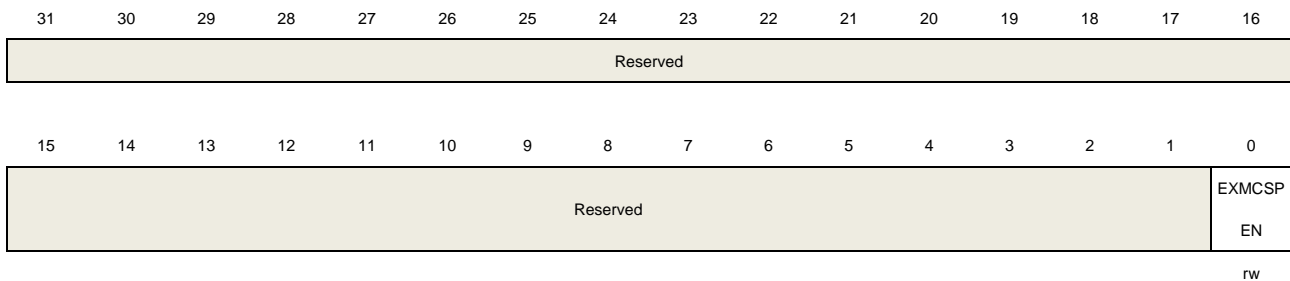 31 30 29 28 27 26 25 24 23 22 21 20 19 18 17 16
Reserved
15 14 13 12 11 10 9 8 7 6 5 4 3 2 1 0
Reserved
EXMCSP
EN
rw